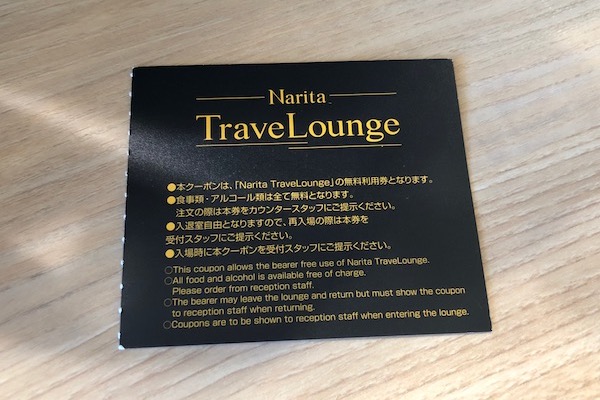 Narita
TraveLounge
●本クーポンは、「Narita TraveLounge」の無料利用券となります。
●食事類・アルコール類は全て無料となります。
注文の際は本券をカウンタースタッフにご提示ください。
●入退室自由となりますので、再入場の際は本券を
受付スタッフにご提示ください。
●入場時に本クーポンを受付スタッフにご提示ください。
○This coupon allows the bearer free use of Narita TraveLounge.
○All food and alcohol is available free of charge.
Please order from reception staff.
○The bearer may leave the lounge and return but must show the coupon
to reception staff when returning.
○Coupons are to be shown to reception staff when entering the lounge.